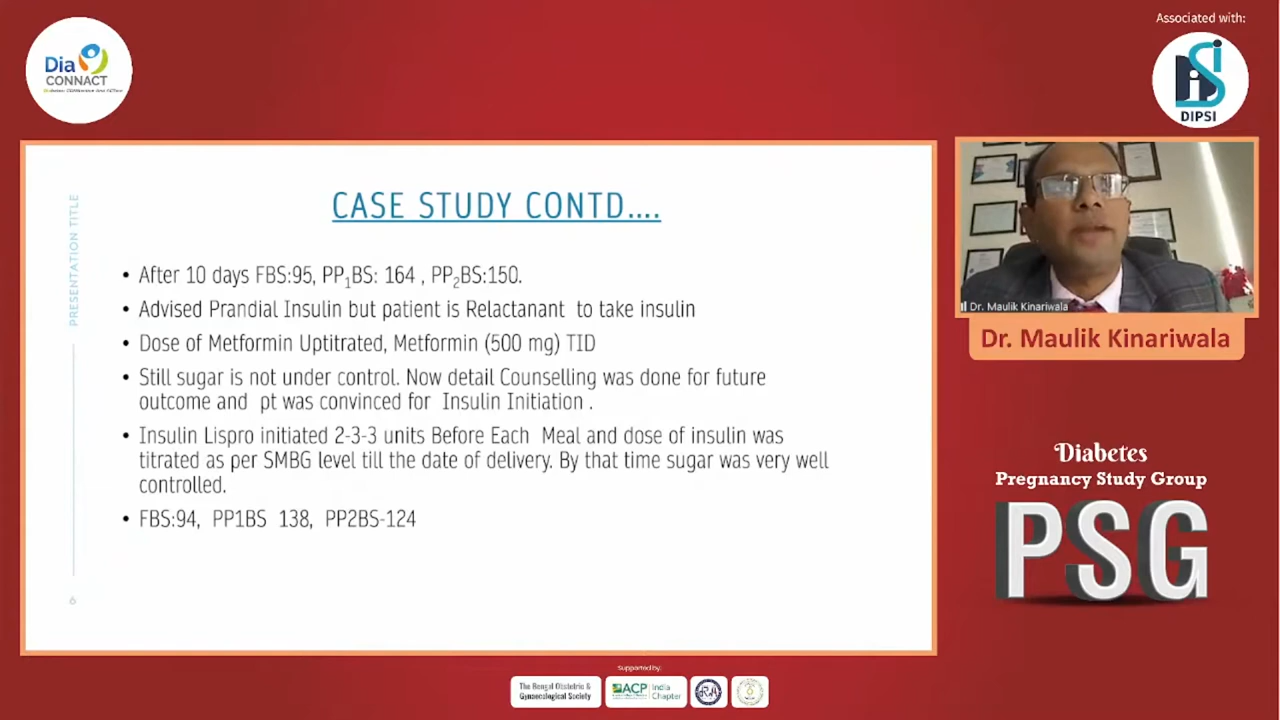 Associated with:
Dia
CONNACT
DIPSI
PRESENTATION TITLE
CASE STUDY CONTD....
• After 10 days FBS:95, PP₁BS: 164 , PP₂BS:150.
• Advised Prandial Insulin but patient is Relactanant to take insulin
• Dose of Metformin Uptitrated, Metformin (500 mg) TID
• Still sugar is not under control. Now detail Counselling was done for future
outcome and pt was convinced for Insulin Initiation .
• Insulin Lispro initiated 2-3-3 units Before Each Meal and dose of insulin was
titrated as per SMBG level till the date of delivery. By that time sugar was very well
controlled.
• FBS:94, PP1BS 138, PP2BS-124
6
Dr. Maulik Kinariwala
Dr. Maulik Kinariwala
Diabetes
Pregnancy Study Group
PSG
Supported by:
The Bengal Obstetric &
Gynaecological Society
ACP
India
Chapter